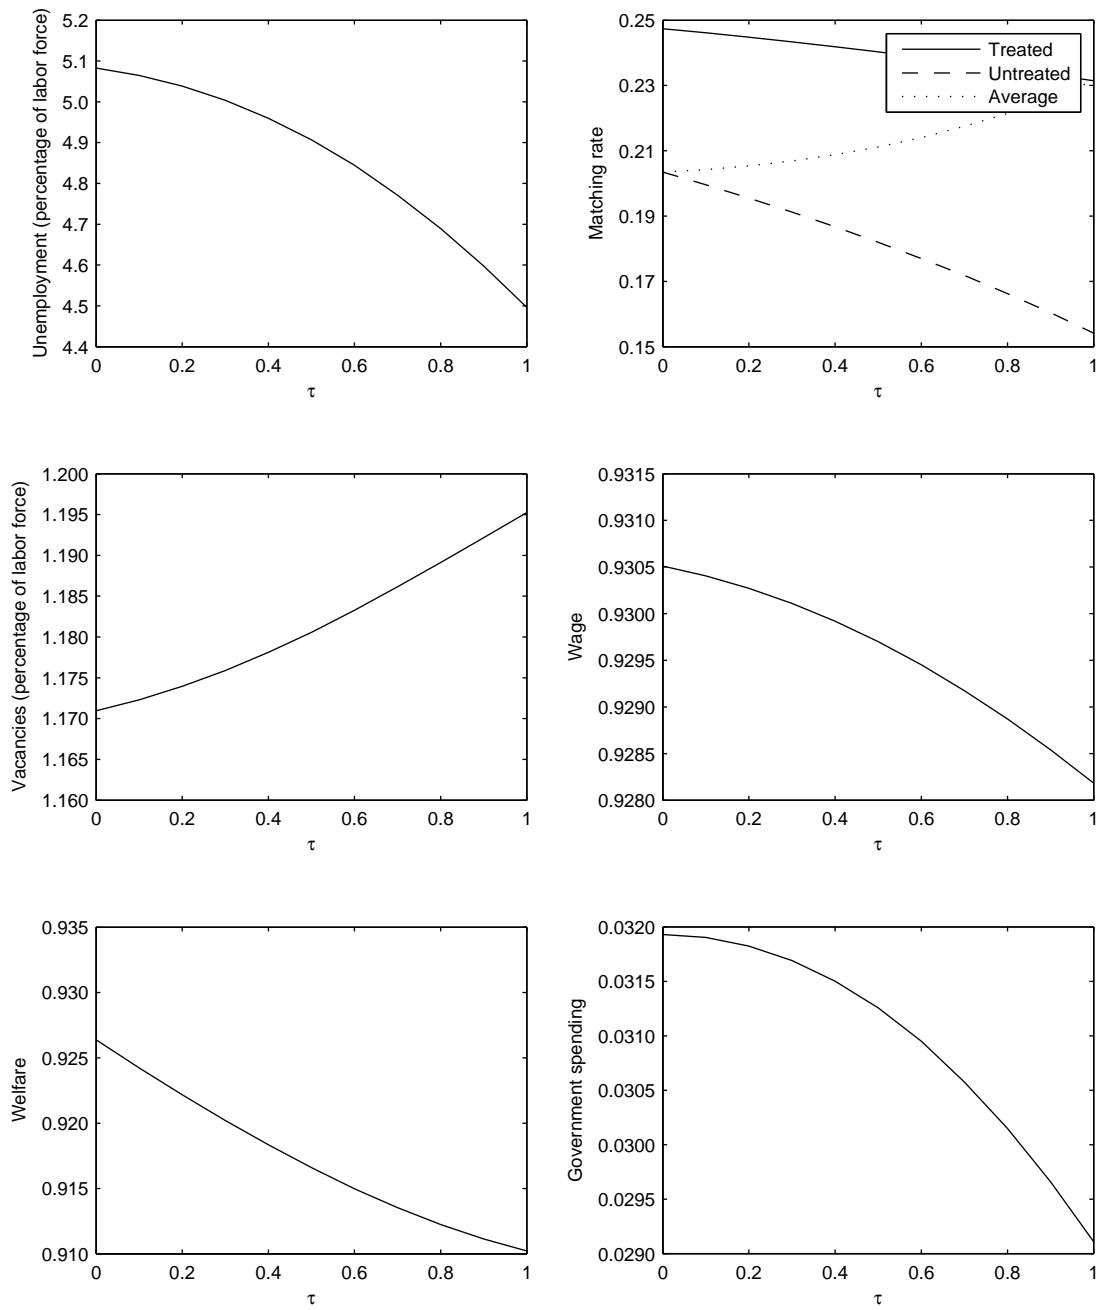 Unemployment (percentage of labor force)
5.2
5.1
5.0
4.9
4.8
4.7
4.6
4.5
4.4
0 0.2 0.4 0.6 0.8 1
τ
Matching rate
0.25
0.23
0.21
0.19
0.17
0.15
Treated
Untreated
Average
0 0.2 0.4 0.6 0.8 1
τ
Vacancies (percentage of labor force)
1.200
1.195
1.190
1.185
1.180
1.175
1.170
1.165
1.160
0 0.2 0.4 0.6 0.8 1
τ
Wage
0.9315
0.9310
0.9305
0.9300
0.9295
0.9290
0.9285
0.9280
0 0.2 0.4 0.6 0.8 1
τ
Welfare
0.935
0.930
0.925
0.920
0.915
0.910
0 0.2 0.4 0.6 0.8 1
τ
Government spending
0.0320
0.0315
0.0310
0.0305
0.0300
0.0295
0.0290
0 0.2 0.4 0.6 0.8 1
τ